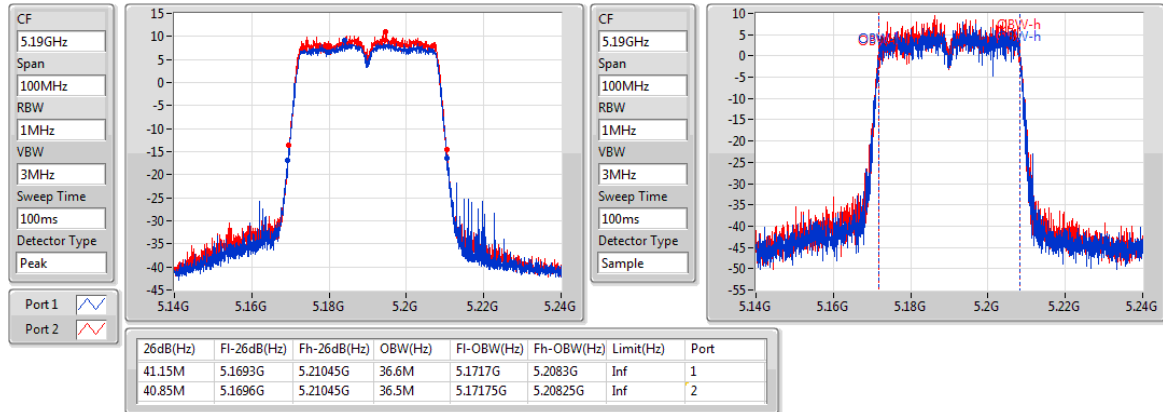 CF
5.19GHz
Span
100MHz
RBW
1MHz
VBW
3MHz
Sweep Time
100ms
Detector Type
Peak
Port 1
Port 2
15
10
5
0
-5
-10
-15
-20
-25
-30
-35
-40
-45
5.14G 5.16G 5.18G 5.2G 5.22G 5.24G
CF
5.19GHz
Span
100MHz
RBW
1MHz
VBW
3MHz
Sweep Time
100ms
Detector Type
Sample
10
5
0
-5
-10
-15
-20
-25
-30
-35
-40
-45
-50
-55
OBW-h
5.14G 5.16G 5.18G 5.2G 5.22G 5.24G
26dB(Hz) Fl-26dB(Hz) Fh-26dB(Hz) OBW(Hz) Fl-OBW(Hz) Fh-OBW(Hz) Limit(Hz) Port
41.15M 5.1693G 5.21045G 36.6M 5.1717G 5.2083G Inf 1
40.85M 5.1696G 5.21045G 36.5M 5.17175G 5.20825G Inf 2